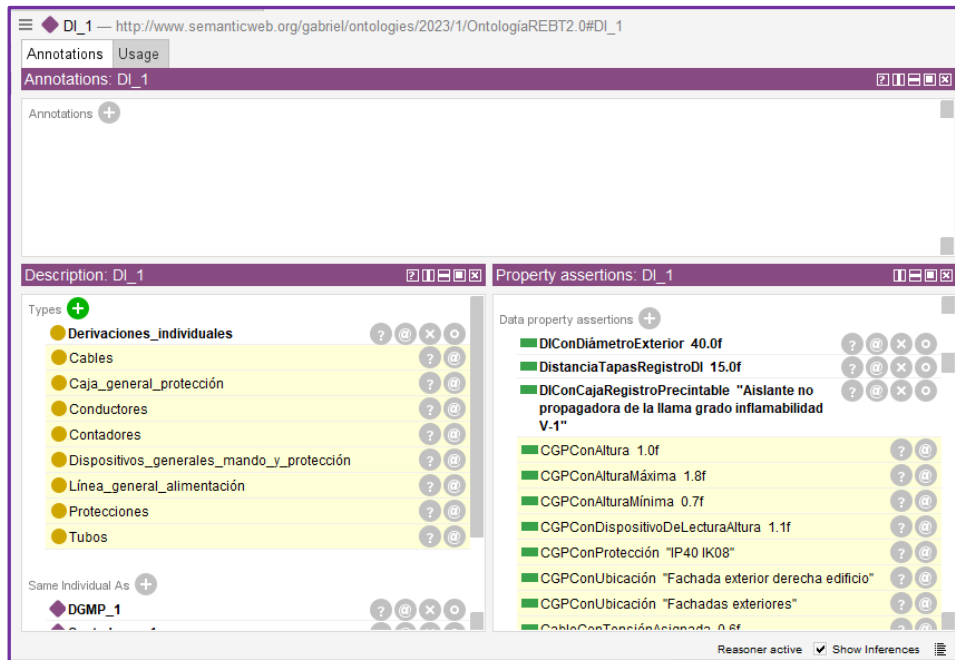 DI_1 — http://www.semanticweb.org/gabriel/ontologies/2023/1/OntologíaREBT2.0#DI_1
Annotations Usage
Annotations: DI_1
Annotations
Description: DI_1
Types
Derivaciones_individuales
Cables
Caja_general_protección
Conductores
Contadores
Dispositivos_generales_mando_y_protección
Línea_general_alimentación
Protecciones
Tubos
Same Individual As
DGMP_1
Property assertions: DI_1
Data property assertions
DIConDiámetroExterior 40.0f
DistanciaTapasRegistroDI 15.0f
DIConCajaRegistroPrecintable "Aislante no
propagadora de la llama grado inflamabilidad
V-1"
CGPConAltura 1.0f
CGPConAlturaMáxima 1.8f
CGPConAlturaMínima 0.7f
CGPConDispositivoDeLecturaAltura 1.1f
CGPConProtección "IP40 IK08"
CGPConUbicación "Fachada exterior derecha edificio"
CGPConUbicación "Fachadas exteriores"
CableConTensiónAsignada 0.6f
Reasoner active Show Inferences